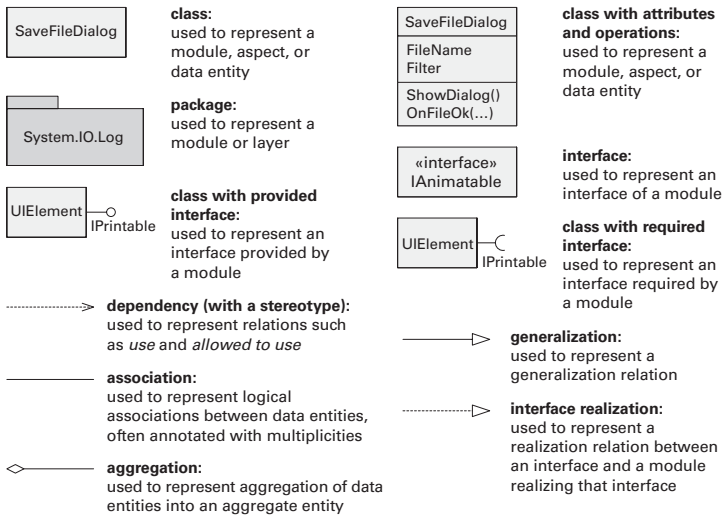 SaveFileDialog
class:
used to represent a
module, aspect, or
data entity
System.IO.Log
package:
used to represent a
module or layer
UIElement
IPrintable
class with provided
interface:
used to represent an
interface provided by
a module
dependency (with a stereotype):
used to represent relations such
as use and allowed to use
association:
used to represent logical
associations between data entities,
often annotated with multiplicities
aggregation:
used to represent aggregation of data
entities into an aggregate entity
SaveFileDialog
FileName
Filter
ShowDialog()
OnFileOk(...)
class with attributes
and operations:
used to represent a
module, aspect, or
data entity
«interface»
IAnimatable
interface:
used to represent an
interface of a module
UIElement
IPrintable
class with required
interface:
used to represent an
interface required by
a module
generalization:
used to represent a
generalization relation
interface realization:
used to represent a
realization relation between
an interface and a module
realizing that interface